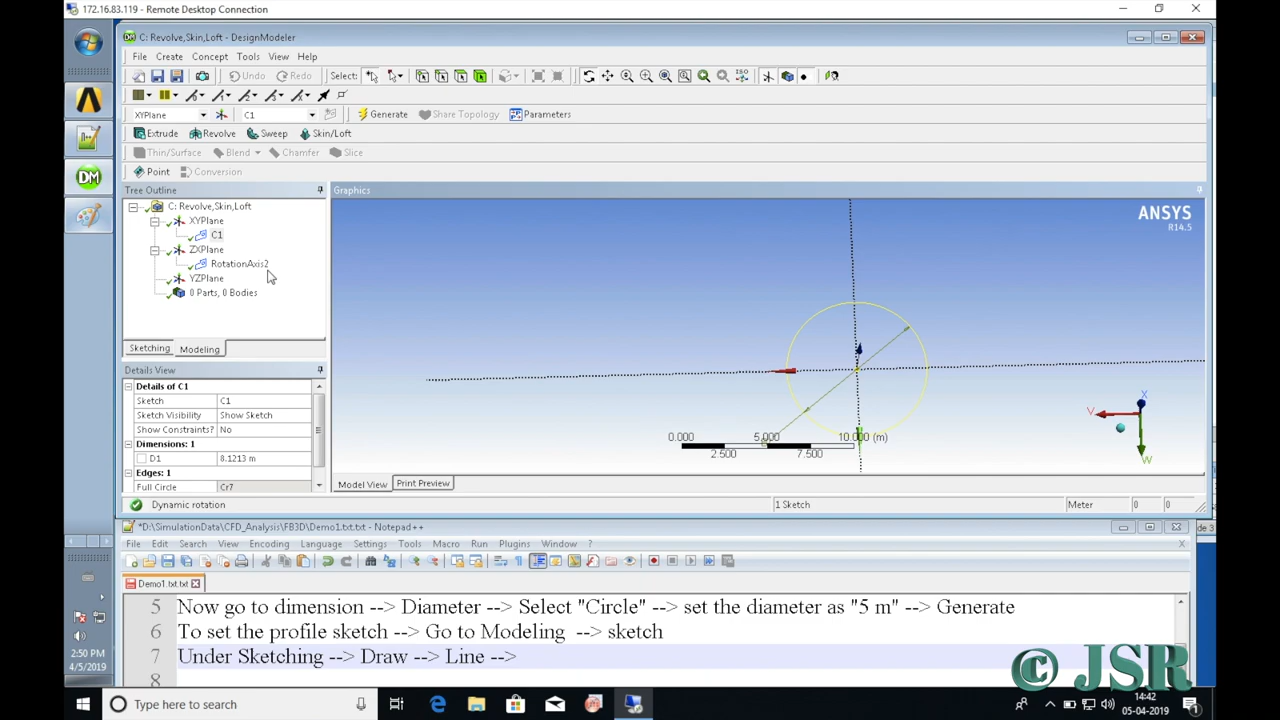 172.16.83.119 - Remote Desktop Connection
C: Revolve,Skin,Loft - DesignModeler
File Create Concept Tools View Help
Undo Redo Select:
XYPlane C1 Generate Share Topology Parameters
Extrude Revolve Sweep Skin/Loft
Thin/Surface Blend Chamfer Slice
Point Conversion
Tree Outline
Graphics
C: Revolve,Skin,Loft
XYPlane
C1
ZXPlane
RotationAxis2
YZPlane
0 Parts, 0 Bodies
Sketching Modeling
Details View
Details of C1
Sketch C1
Sketch Visibility Show Sketch
Show Constraints? No
Dimensions: 1
D1 8.1213 m
Edges: 1
Full Circle Cr7
ANSYS
R14.5
0.000 5.000 10.000 (m)
2.500 7.500
X
V
W
Model View Print Preview
Dynamic rotation 1 Sketch Meter 0 0
*D:\SimulationData\CFD_Analysis\FB3D\Demo1.txt.txt - Notepad++
File Edit Search View Encoding Language Settings Tools Macro Run Plugins Window ? X
Demo1.txt.txt
5 Now go to dimension --> Diameter --> Select "Circle" --> set the diameter as "5 m" --> Generate
6 To set the profile sketch --> Go to Modeling --> sketch
7 Under Sketching --> Draw --> Line -->
8
2:50 PM
4/5/2019
© JSR
Type here to search
14:42
05-04-2019